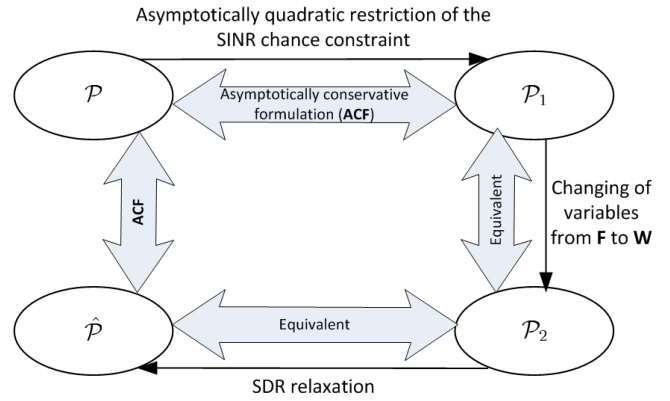 Asymptotically quadratic restriction of the
SINR chance constraint
𝒫
Asymptotically conservative
formulation (ACF)
𝒫₁
ACF
Equivalent
Changing of
variables
from F to W
𝒫̂
Equivalent
𝒫₂
SDR relaxation